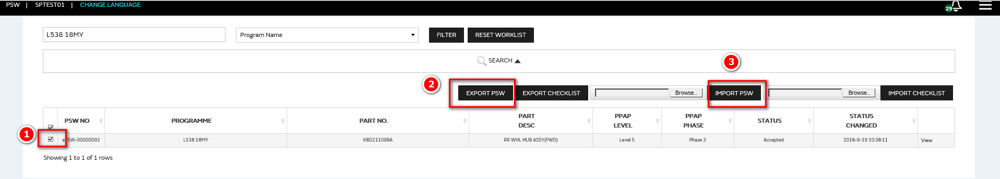 PSW | SPTEST01 | CHANGE LANGUAGE
29
L538 18MY
Program Name
FILTER
RESET WORKLIST
SEARCH
3
2
EXPORT PSW
EXPORT CHECKLIST
Browse...
IMPORT PSW
Browse...
IMPORT CHECKLIST
PSW NO
PROGRAMME
PART NO.
PART
DESC
PPAP
LEVEL
PPAP
PHASE
STATUS
STATUS
CHANGED
1
ePSW-00000092
L538 18MY
K8D21109BA
RR WHL HUB ASSY(FWD)
Level 5
Phase 3
Accepted
2018-9-19 10:38:11
View
Showing 1 to 1 of 1 rows